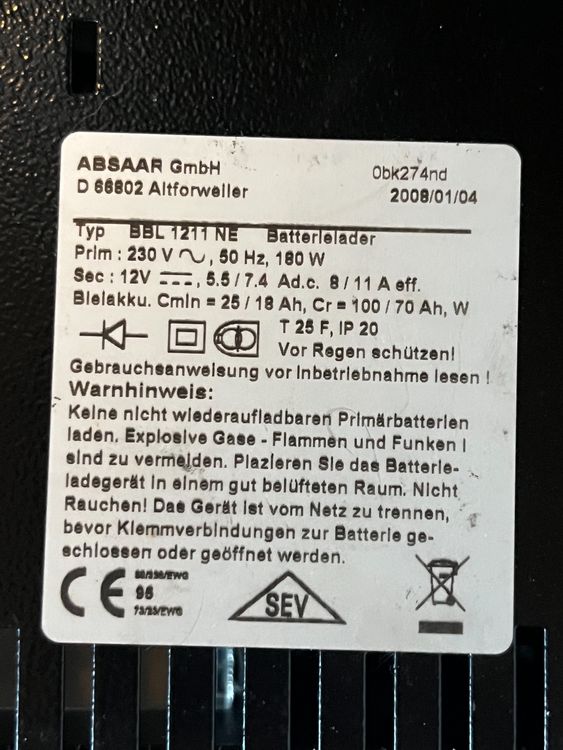 ABSAAR GmbH 0bk274nd
D 66802 Altforweiler 2008/01/04
Typ BBL 1211 NE Batterielader
Prim : 230 V ~, 50 Hz, 180 W
Sec : 12V ⎓, 5.5/7.4 Ad.c. 8/11 A eff.
Bleiakku. Cmin = 25 / 18 Ah, Cr = 100 / 70 Ah, W
T 25 F, IP 20
Vor Regen schützen!
Gebrauchsanweisung vor Inbetriebnahme lesen !
Warnhinweis:
Keine nicht wiederaufladbaren Primärbatterien
laden. Explosive Gase - Flammen und Funken !
sind zu vermeiden. Plazieren Sie das Batterie-
ladegerät in einem gut belüfteten Raum. Nicht
Rauchen! Das Gerät ist vom Netz zu trennen,
bevor Klemmverbindungen zur Batterie ge-
schlossen oder geöffnet werden.
CE 96
73/23/EWG
SEV